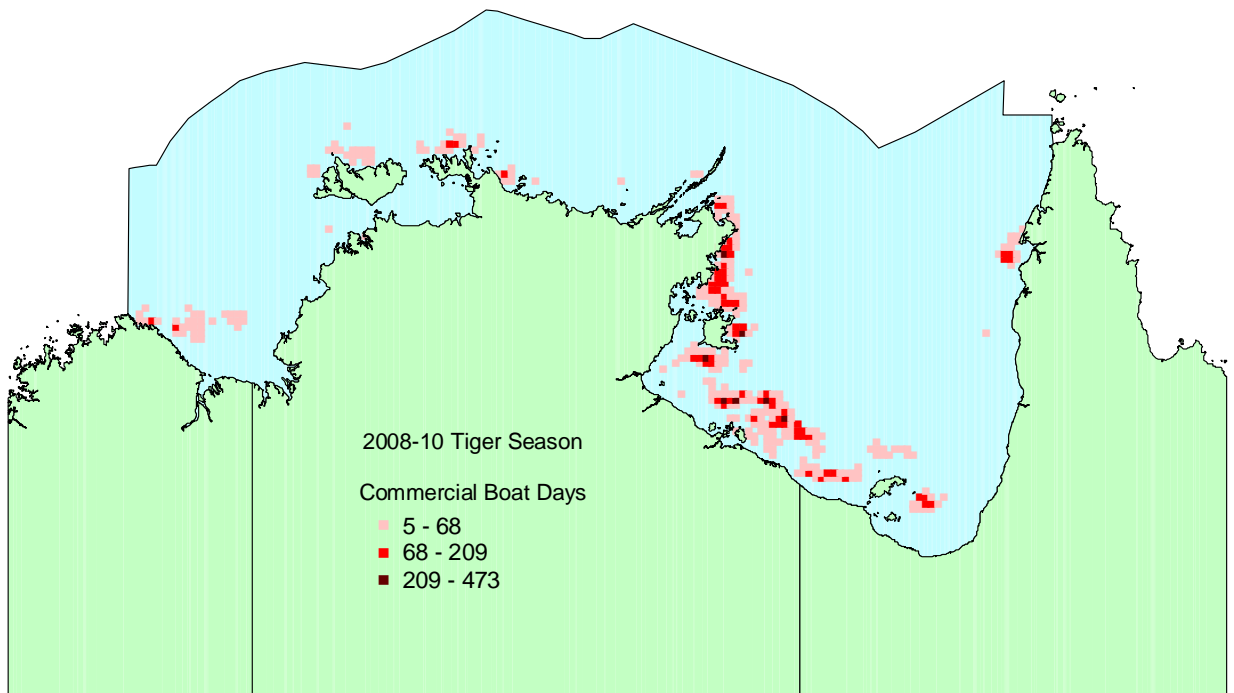 2008-10 Tiger Season
Commercial Boat Days
5 - 68
68 - 209
209 - 473